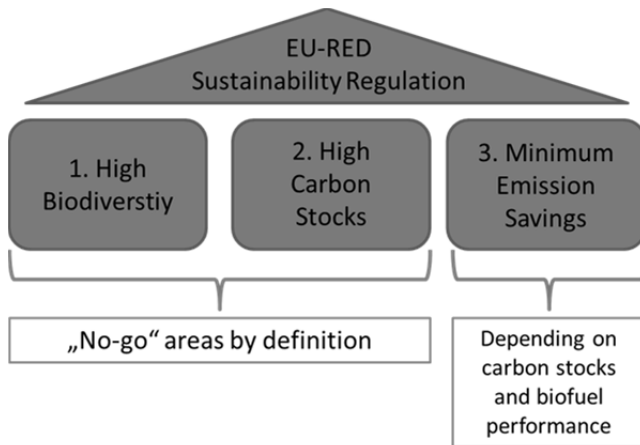 EU-RED
Sustainability Regulation
1. High
Biodiverstiy
2. High
Carbon
Stocks
3. Minimum
Emission
Savings
„No-go“ areas by definition
Depending on
carbon stocks
and biofuel
performance